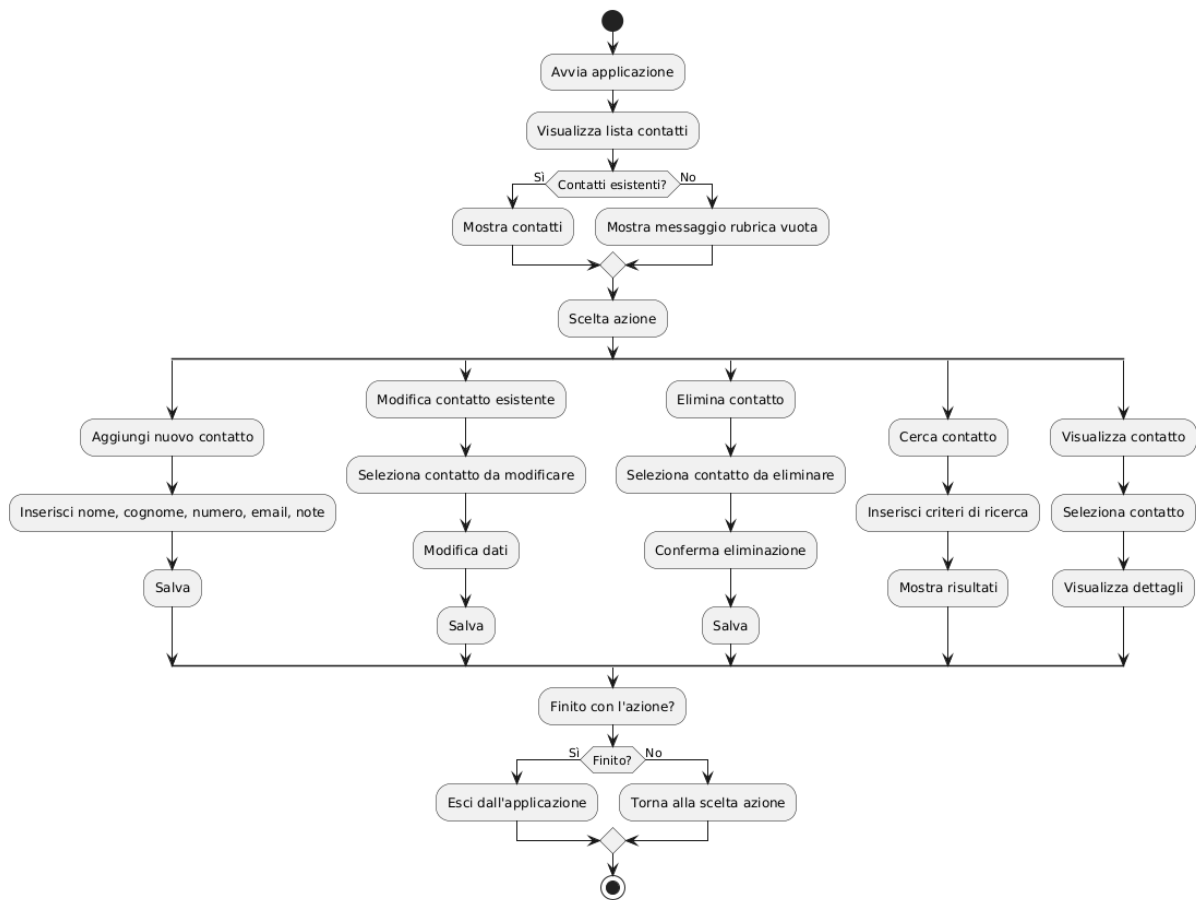 Avvia applicazione
Visualizza lista contatti
Sì
Contatti esistenti?
No
Mostra contatti
Mostra messaggio rubrica vuota
Scelta azione
Aggiungi nuovo contatto
Inserisci nome, cognome, numero, email, note
Salva
Modifica contatto esistente
Seleziona contatto da modificare
Modifica dati
Salva
Elimina contatto
Seleziona contatto da eliminare
Conferma eliminazione
Salva
Cerca contatto
Inserisci criteri di ricerca
Mostra risultati
Visualizza contatto
Seleziona contatto
Visualizza dettagli
Finito con l'azione?
Sì
Finito?
No
Esci dall'applicazione
Torna alla scelta azione